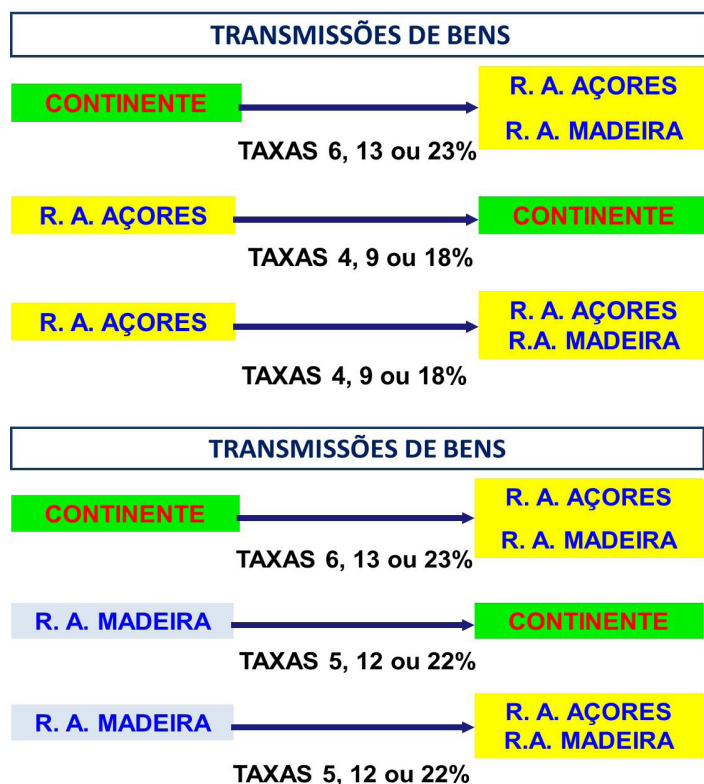 TRANSMISSÕES DE BENS
CONTINENTE
R. A. AÇORES
R. A. MADEIRA
TAXAS 6, 13 ou 23%
R. A. AÇORES
CONTINENTE
TAXAS 4, 9 ou 18%
R. A. AÇORES
R. A. AÇORES
R.A. MADEIRA
TAXAS 4, 9 ou 18%
TRANSMISSÕES DE BENS
CONTINENTE
R. A. AÇORES
R. A. MADEIRA
TAXAS 6, 13 ou 23%
R. A. MADEIRA
CONTINENTE
TAXAS 5, 12 ou 22%
R. A. MADEIRA
R. A. AÇORES
R.A. MADEIRA
TAXAS 5, 12 ou 22%